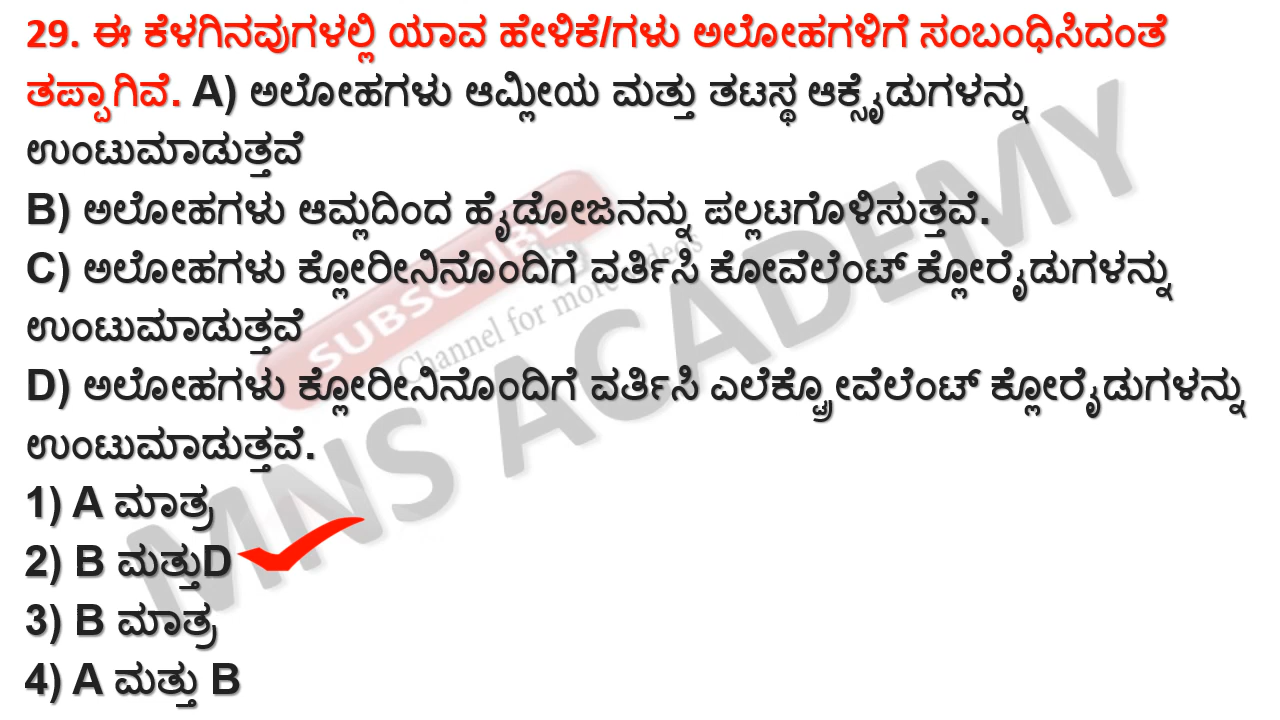 29. ಈ ಕೆಳಗಿನವುಗಳಲ್ಲಿ ಯಾವ ಹೇಳಿಕೆ/ಗಳು ಅಲೋಹಗಳಿಗೆ ಸಂಬಂಧಿಸಿದಂತೆ
ತಪ್ಪಾಗಿವೆ. A) ಅಲೋಹಗಳು ಆಮ್ಲೀಯ ಮತ್ತು ತಟಸ್ಥ ಆಕ್ಸೈಡುಗಳನ್ನು
ಉಂಟುಮಾಡುತ್ತವೆ
B) ಅಲೋಹಗಳು ಆಮ್ಲದಿಂದ ಹೈಡೋಜನನ್ನು ಪಲ್ಲಟಗೊಳಿಸುತ್ತವೆ.
C) ಅಲೋಹಗಳು ಕ್ಲೋರೀನಿನೊಂದಿಗೆ ವರ್ತಿಸಿ ಕೋವೆಲೆಂಟ್ ಕ್ಲೋರೈಡುಗಳನ್ನು
ಉಂಟುಮಾಡುತ್ತವೆ
D) ಅಲೋಹಗಳು ಕ್ಲೋರೀನಿನೊಂದಿಗೆ ವರ್ತಿಸಿ ಎಲೆಕ್ಟ್ರೋವೆಲೆಂಟ್ ಕ್ಲೋರೈಡುಗಳನ್ನು
ಉಂಟುಮಾಡುತ್ತವೆ.
1) A ಮಾತ್ರ
2) B ಮತ್ತುD
3) B ಮಾತ್ರ
4) A ಮತ್ತು B
SUBSCRIBE
Channel for more videos
MNS ACADEMY